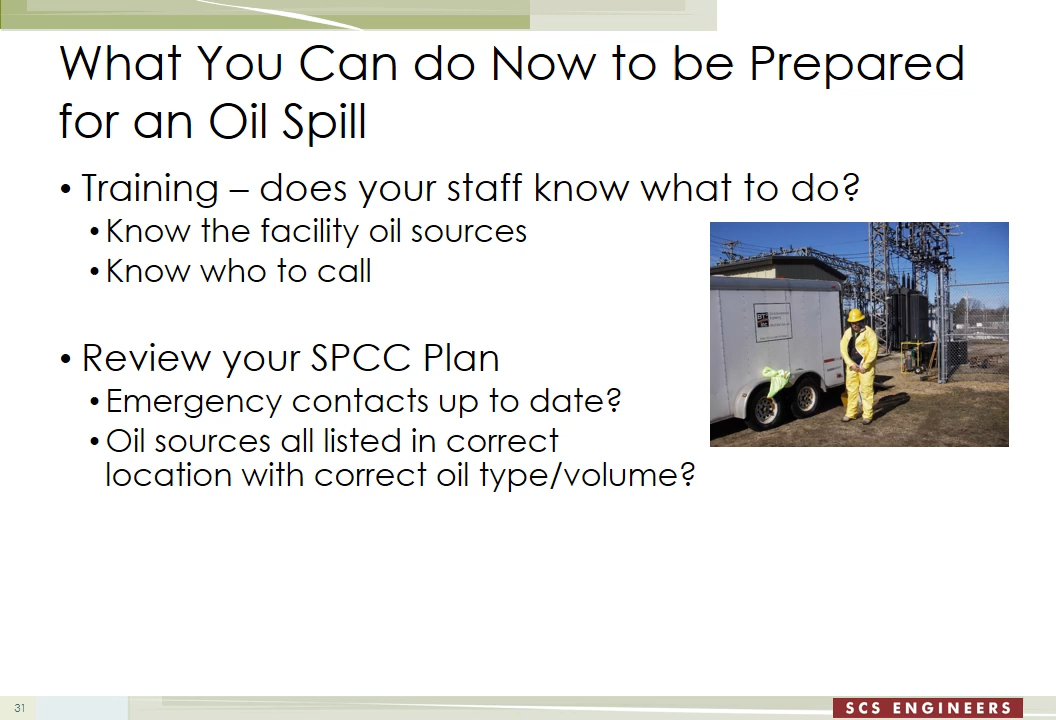 What You Can do Now to be Prepared
for an Oil Spill
• Training – does your staff know what to do?
• Know the facility oil sources
• Know who to call
• Review your SPCC Plan
• Emergency contacts up to date?
• Oil sources all listed in correct
location with correct oil type/volume?
31
SCS ENGINEERS